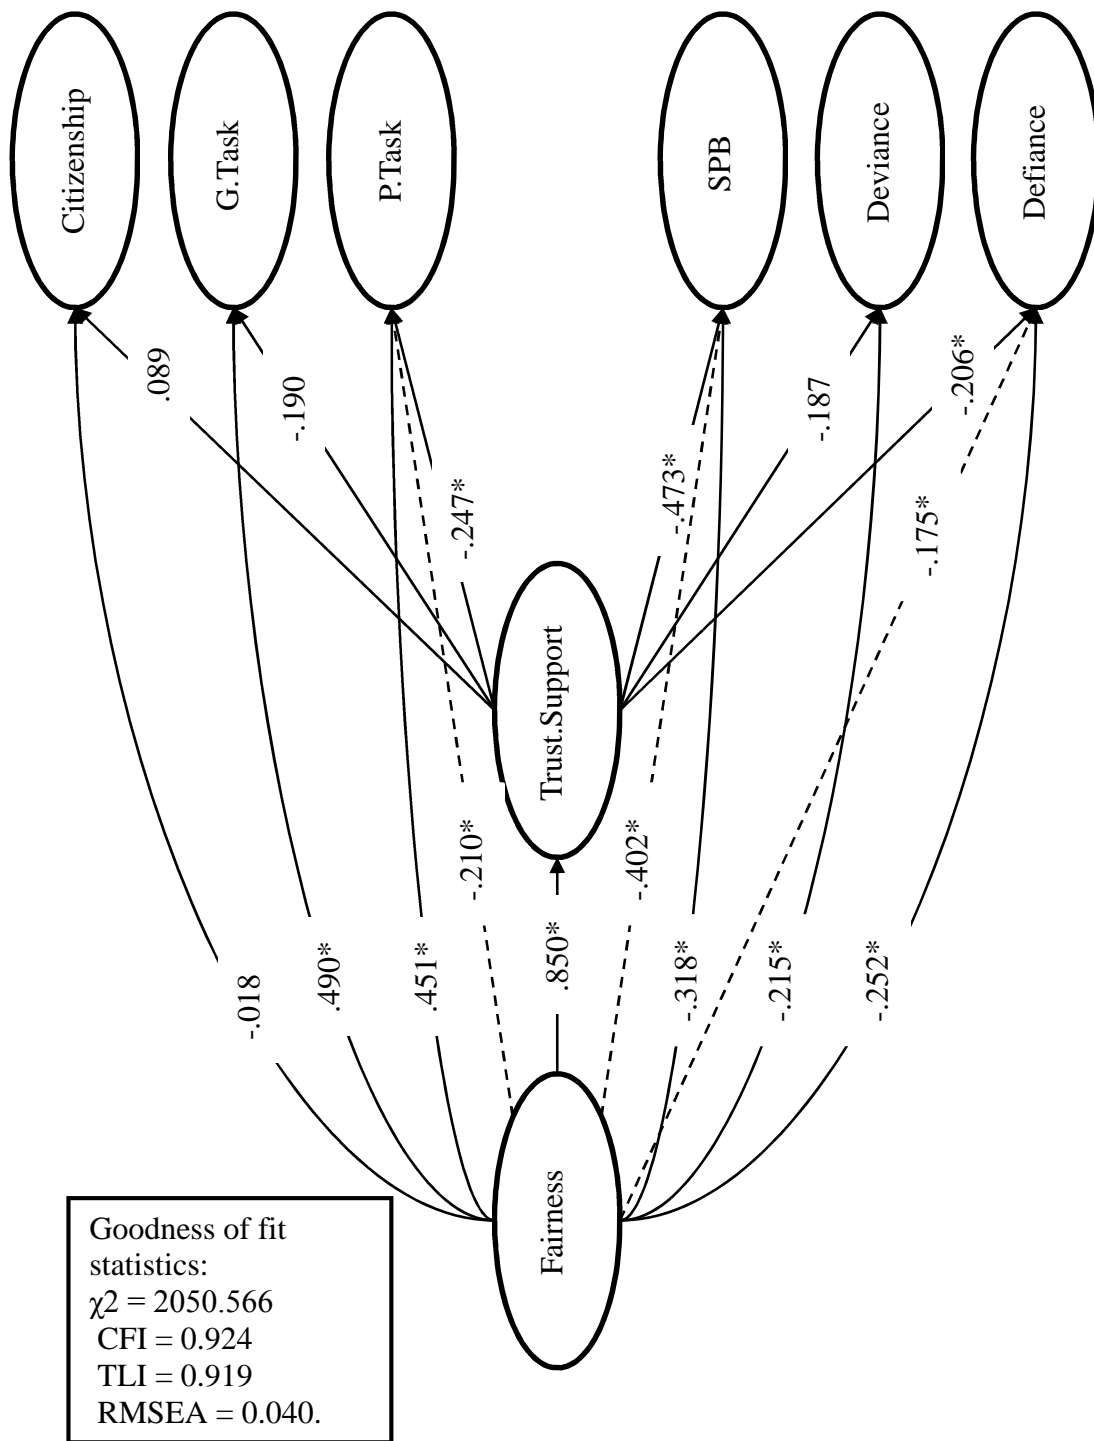 Citizenship
G.Task
P.Task
SPB
Deviance
Defiance
.089
-.190
-.247*
-.473*
-.187
-.206*
-.175*
Trust.Support
-.210*
-.402*
.850*
-.018
.490*
.451*
-.318*
-.215*
-.252*
Fairness
Goodness of fit
statistics:
χ2 = 2050.566
CFI = 0.924
TLI = 0.919
RMSEA = 0.040.